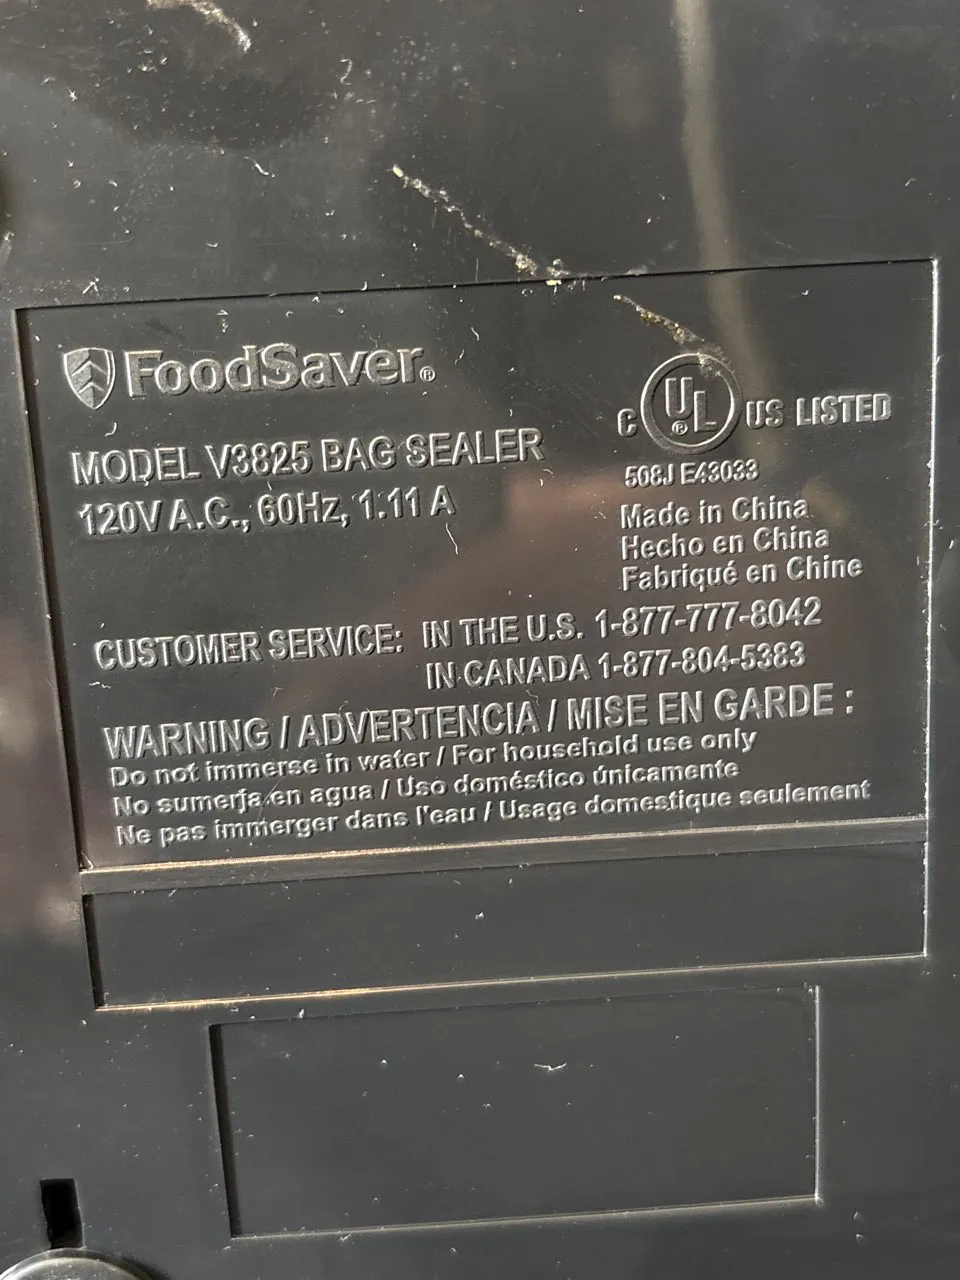 FoodSaver®
MODEL V3825 BAG SEALER
120V A.C., 60Hz, 1.11 A
C UL® US LISTED
508J E43033
Made in China
Hecho en China
Fabriqué en Chine
CUSTOMER SERVICE: IN THE U.S. 1-877-777-8042
IN CANADA 1-877-804-5383
WARNING / ADVERTENCIA / MISE EN GARDE :
Do not immerse in water / For household use only
No sumerja en agua / Uso doméstico únicamente
Ne pas immerger dans l'eau / Usage domestique seulement